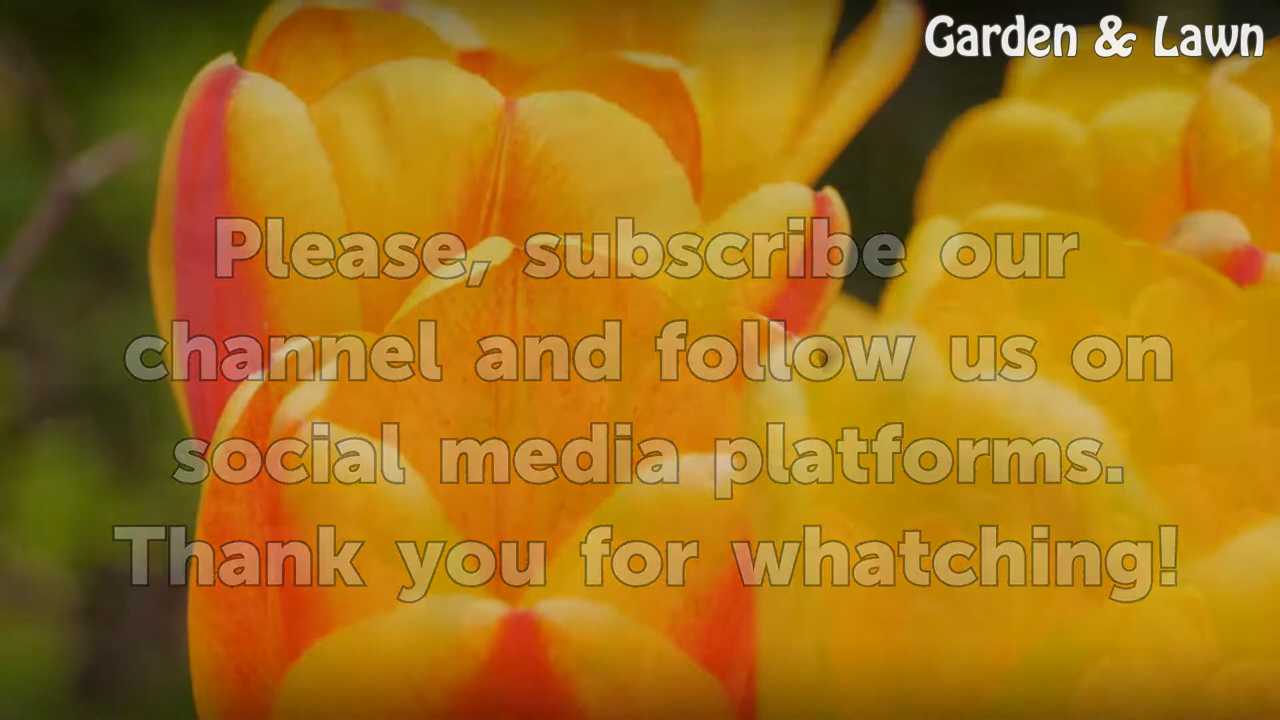 Garden & Lawn
Please, subscribe our
channel and follow us on
social media platforms.
Thank you for whatching!